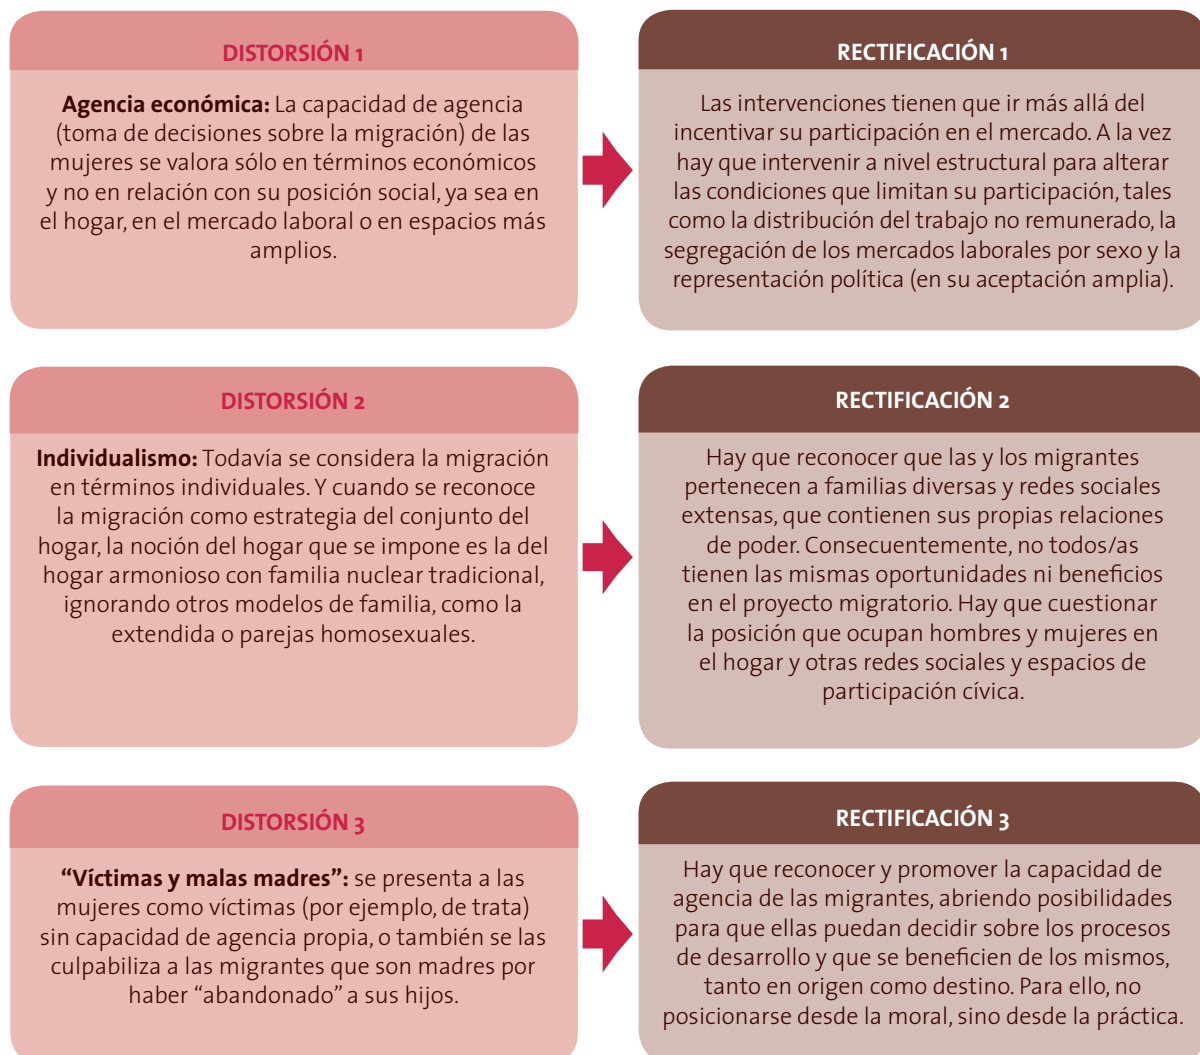 DISTORSIÓN 1
Agencia económica: La capacidad de agencia
(toma de decisiones sobre la migración) de las
mujeres se valora sólo en términos económicos
y no en relación con su posición social, ya sea en
el hogar, en el mercado laboral o en espacios más
amplios.
RECTIFICACIÓN 1
Las intervenciones tienen que ir más allá del
incentivar su participación en el mercado. A la vez
hay que intervenir a nivel estructural para alterar
las condiciones que limitan su participación, tales
como la distribución del trabajo no remunerado, la
segregación de los mercados laborales por sexo y la
representación política (en su aceptación amplia).
DISTORSIÓN 2
Individualismo: Todavía se considera la migración
en términos individuales. Y cuando se reconoce
la migración como estrategia del conjunto del
hogar, la noción del hogar que se impone es la del
hogar armonioso con familia nuclear tradicional,
ignorando otros modelos de familia, como la
extendida o parejas homosexuales.
RECTIFICACIÓN 2
Hay que reconocer que las y los migrantes
pertenecen a familias diversas y redes sociales
extensas, que contienen sus propias relaciones
de poder. Consecuentemente, no todos/as
tienen las mismas oportunidades ni beneficios
en el proyecto migratorio. Hay que cuestionar
la posición que ocupan hombres y mujeres en
el hogar y otras redes sociales y espacios de
participación cívica.
DISTORSIÓN 3
“Víctimas y malas madres”: se presenta a las
mujeres como víctimas (por ejemplo, de trata)
sin capacidad de agencia propia, o también se las
culpabiliza a las migrantes que son madres por
haber “abandonado” a sus hijos.
RECTIFICACIÓN 3
Hay que reconocer y promover la capacidad de
agencia de las migrantes, abriendo posibilidades
para que ellas puedan decidir sobre los procesos
de desarrollo y que se beneficien de los mismos,
tanto en origen como destino. Para ello, no
posicionarse desde la moral, sino desde la práctica.